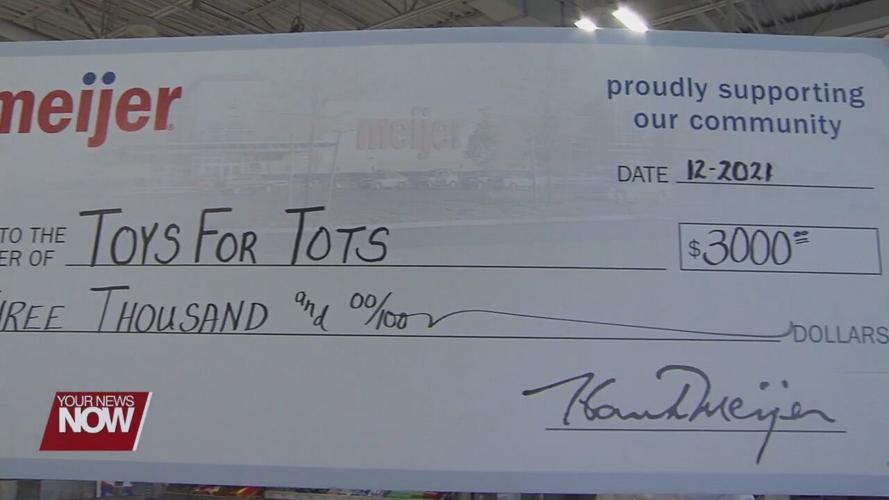 meijer
proudly supporting
our community
meijer
DATE 12-2021
TO THE
ER OF TOYS FOR TOTS $3000 00
REE THOUSAND and 00/100 DOLLARS
YOUR NEWS
NOW